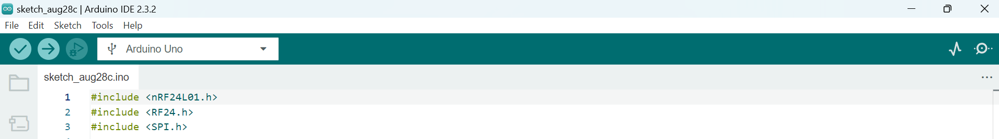 sketch_aug28c | Arduino IDE 2.3.2
File Edit Sketch Tools Help
Arduino Uno
sketch_aug28c.ino
1 #include <nRF24L01.h>
2 #include <RF24.h>
3 #include <SPI.h>